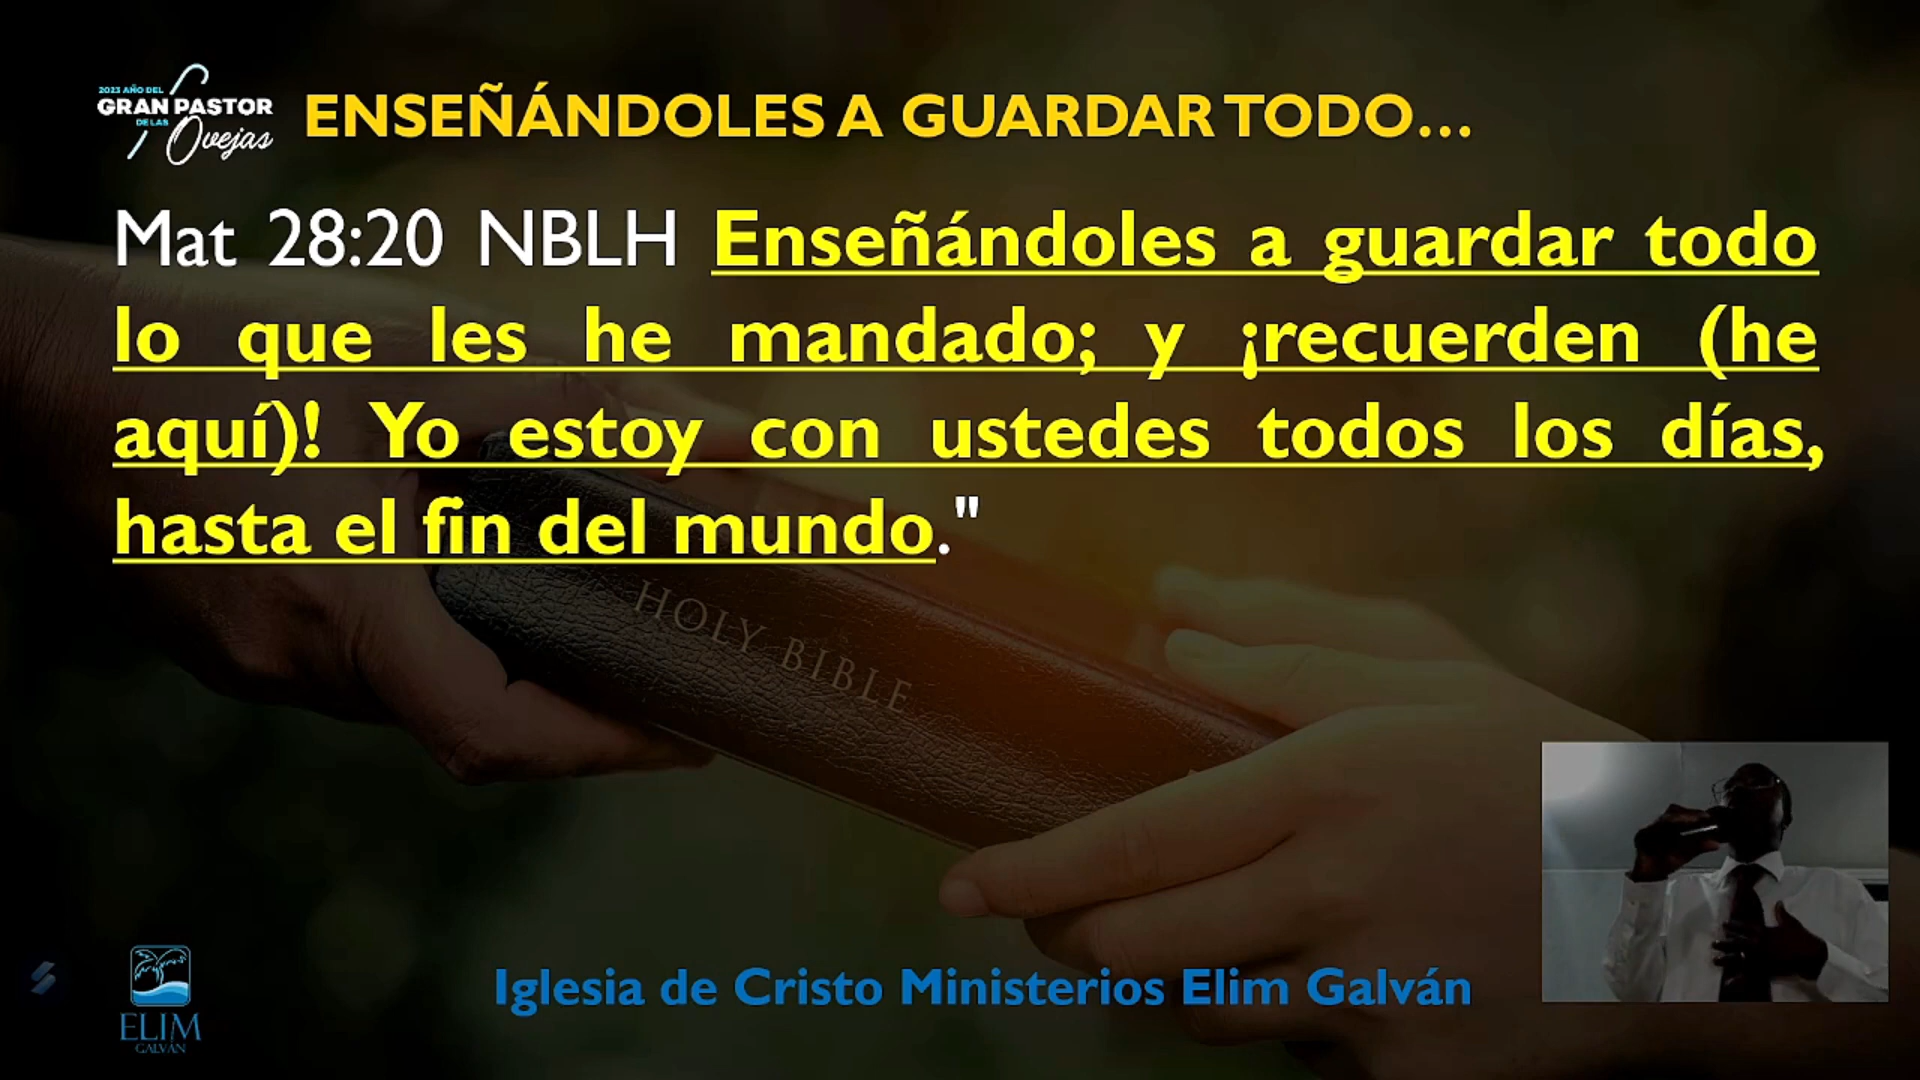 2023 AÑO DEL
GRAN PASTOR
DE LAS
Ovejas
ENSEÑÁNDOLES A GUARDAR TODO...
Mat 28:20 NBLH Enseñándoles a guardar todo
lo que les he mandado; y ¡recuerden (he
aquí)! Yo estoy con ustedes todos los días,
hasta el fin del mundo."
HOLY BIBLE
ELIM
GALVÁN
Iglesia de Cristo Ministerios Elim Galván